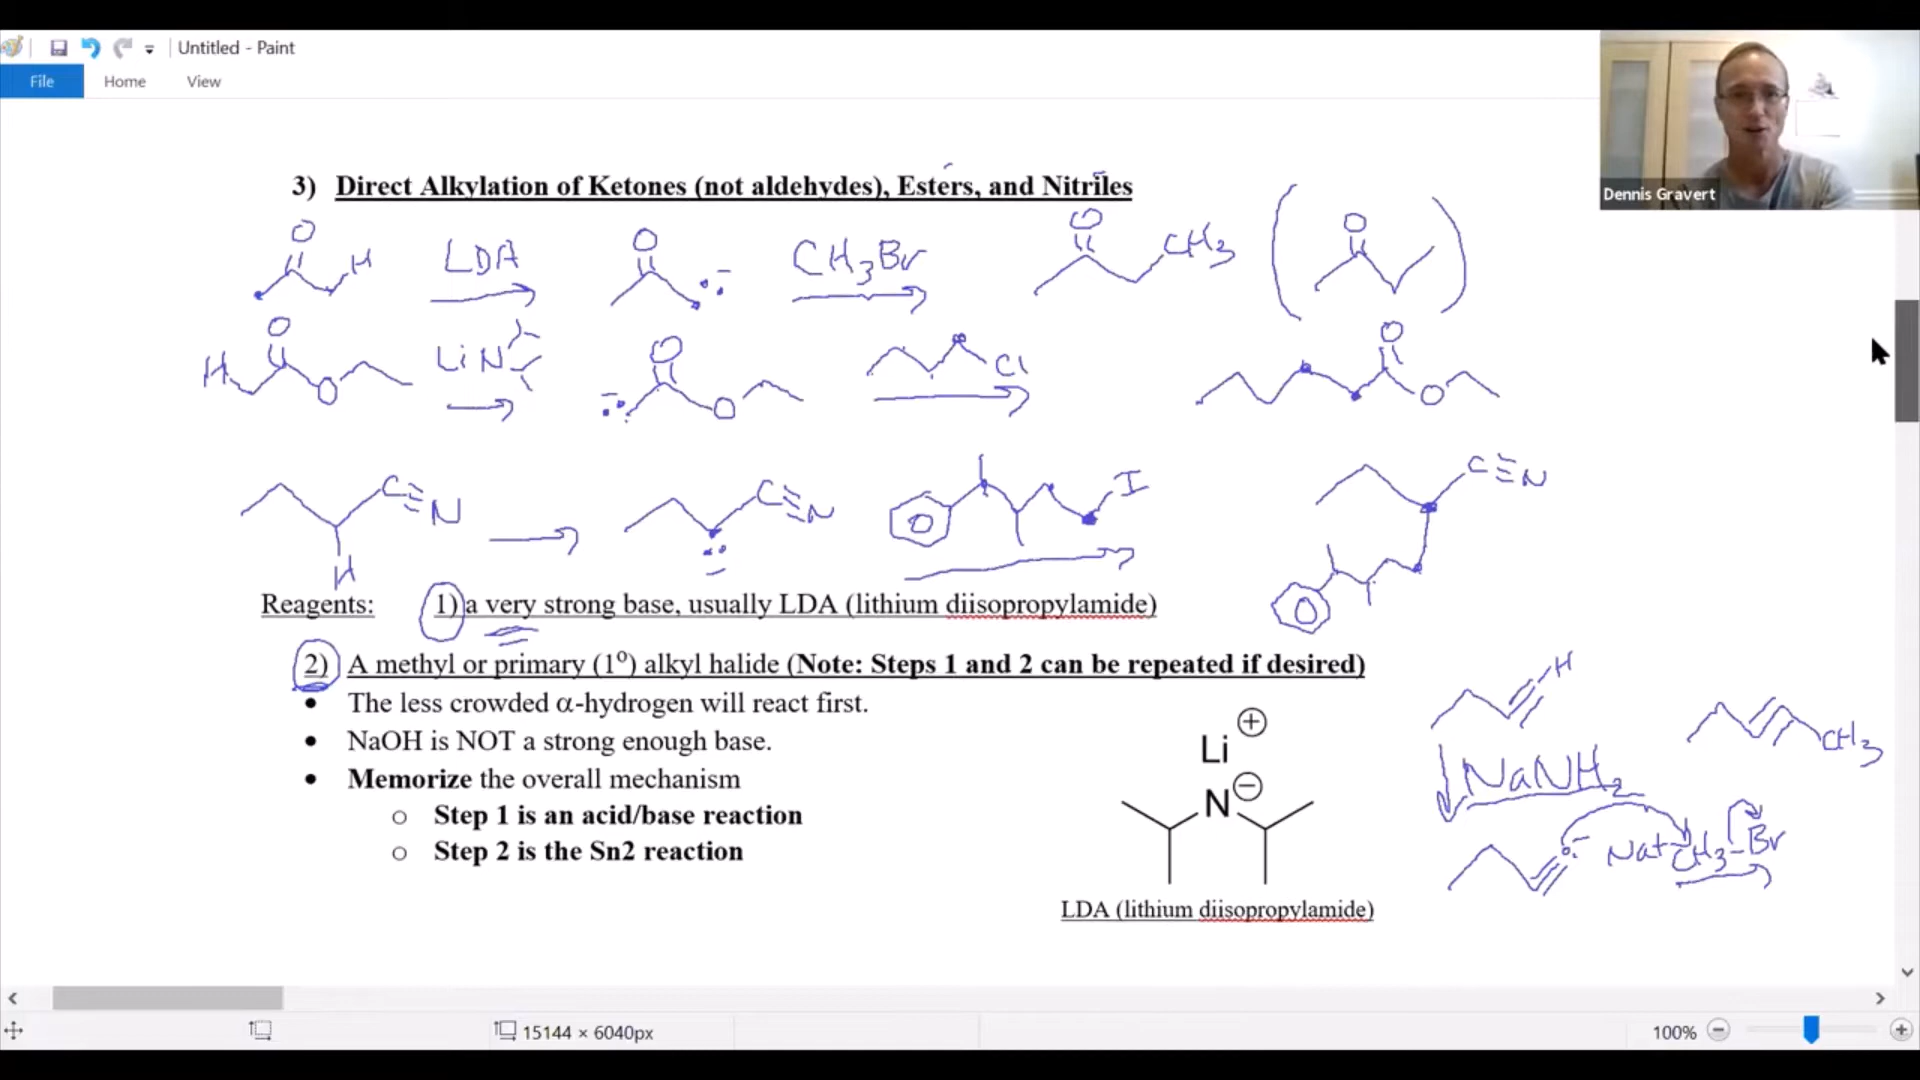 Untitled - Paint
File Home View
Dennis Gravert
3) Direct Alkylation of Ketones (not aldehydes), Esters, and Nitriles
O H LDA O CH3Br O CH3 O
H O O LiN O O Cl O O
C≡N H C≡N I C≡N
Reagents: 1) a very strong base, usually LDA (lithium diisopropylamide)
2) A methyl or primary (1º) alkyl halide (Note: Steps 1 and 2 can be repeated if desired)
• The less crowded α-hydrogen will react first.
• NaOH is NOT a strong enough base.
• Memorize the overall mechanism
o Step 1 is an acid/base reaction
o Step 2 is the Sn2 reaction
Li ⊕
N ⊖
LDA (lithium diisopropylamide)
H
CH3
NaNH2
Na+ CH3-Br
15144 × 6040px
100%